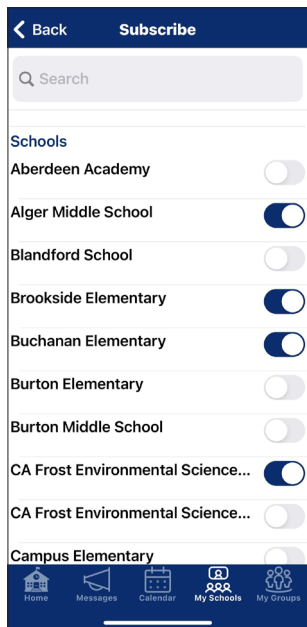 Back Subscribe
Search
Schools
Aberdeen Academy
Alger Middle School
Blandford School
Brookside Elementary
Buchanan Elementary
Burton Elementary
Burton Middle School
CA Frost Environmental Science...
CA Frost Environmental Science...
Campus Elementary
Home Messages Calendar My Schools My Groups